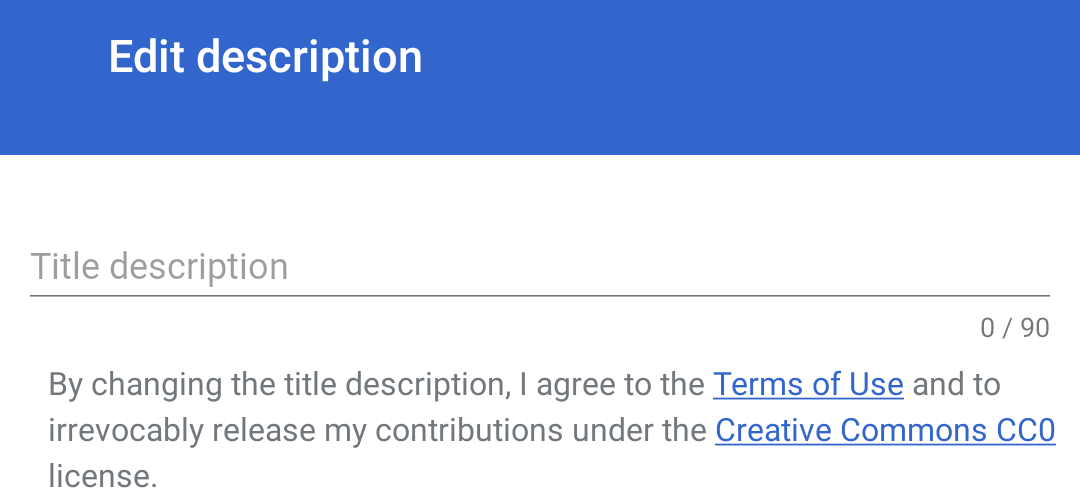 Edit description
Title description
0 / 90
By changing the title description, I agree to the Terms of Use and to
irrevocably release my contributions under the Creative Commons CC0
license.